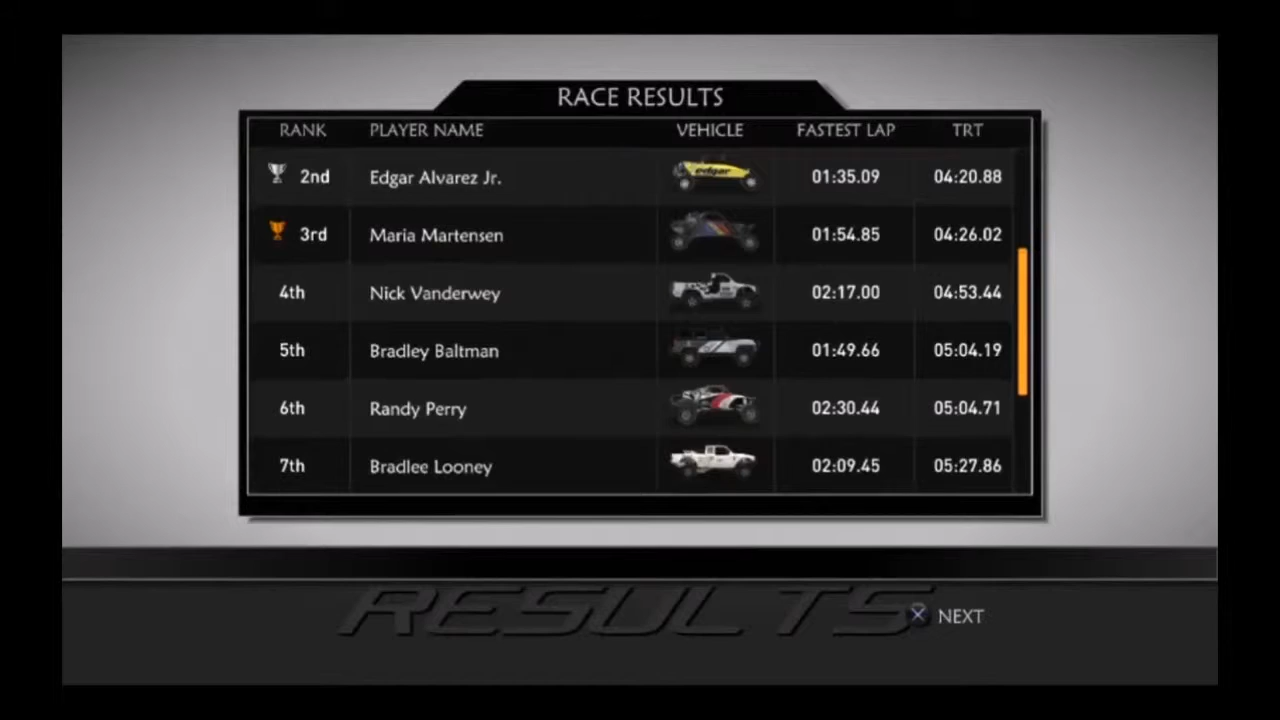 RACE RESULTS
RANK PLAYER NAME VEHICLE FASTEST LAP TRT
2nd Edgar Alvarez Jr. edgar 01:35.09 04:20.88
3rd Maria Martensen 01:54.85 04:26.02
4th Nick Vanderwey 02:17.00 04:53.44
5th Bradley Baltman 01:49.66 05:04.19
6th Randy Perry 02:30.44 05:04.71
7th Bradlee Looney 02:09.45 05:27.86
RESULTS
NEXT